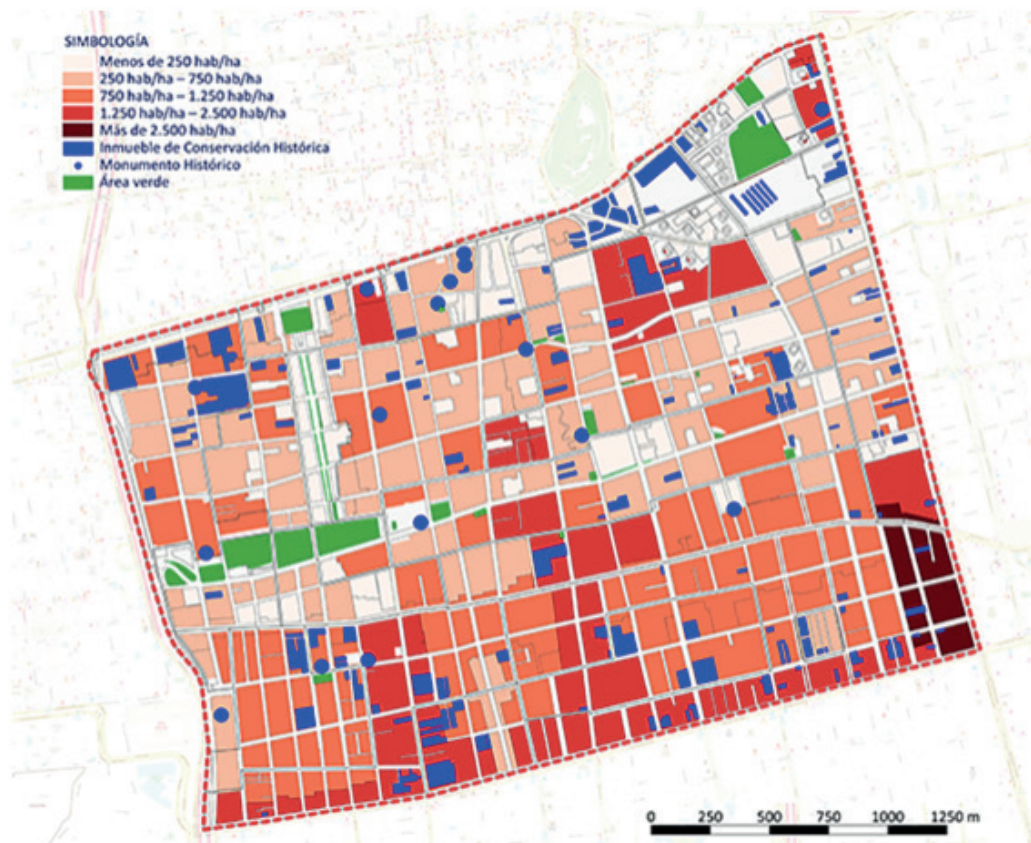 SIMBOLOGÍA
Menos de 250 hab/ha
250 hab/ha – 750 hab/ha
750 hab/ha – 1.250 hab/ha
1.250 hab/ha – 2.500 hab/ha
Más de 2.500 hab/ha
Inmueble de Conservación Histórica
Monumento Histórico
Área verde
0 250 500 750 1000 1250 m